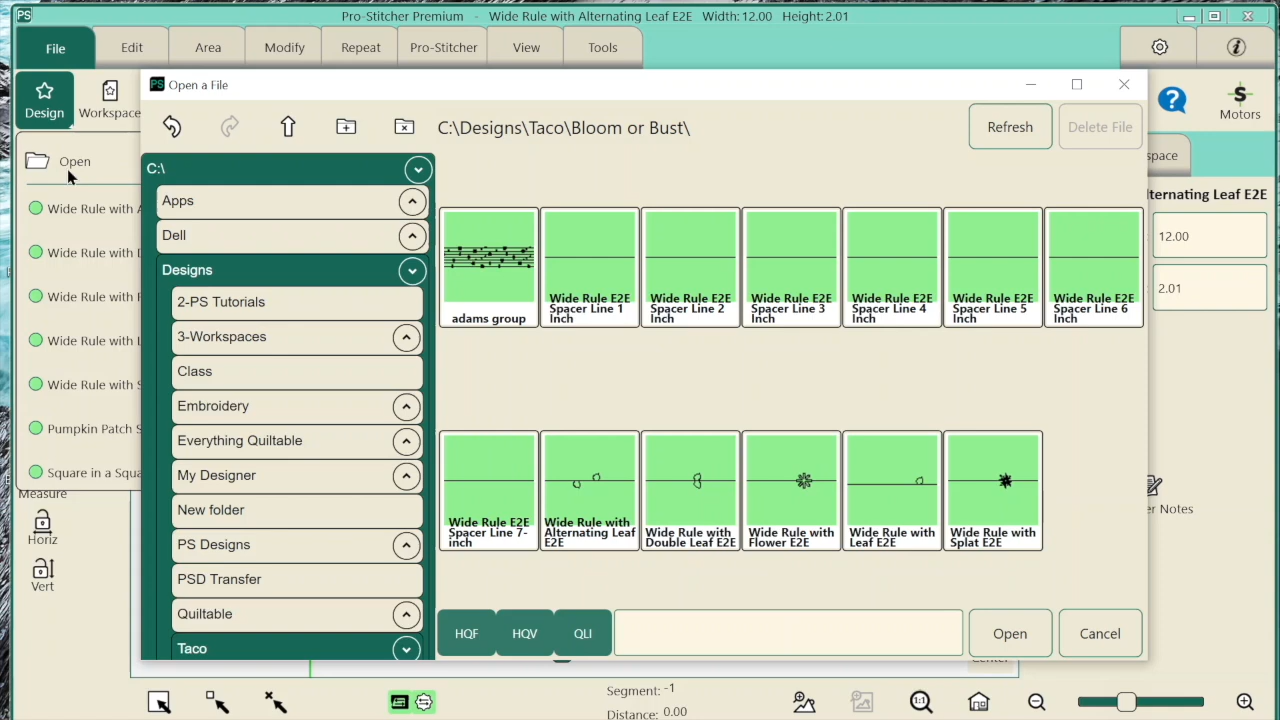 PS
Pro-Stitcher Premium - Wide Rule with Alternating Leaf E2E Width: 12.00 Height: 2.01
File
Edit
Area
Modify
Repeat
Pro-Stitcher
View
Tools
Design
Workspace
PS
Open a File
C:\Designs\Taco\Bloom or Bust\
Refresh
Delete File
Motors
Open
C:\
Apps
Dell
Designs
2-PS Tutorials
3-Workspaces
Class
Embroidery
Everything Quiltable
My Designer
New folder
PS Designs
PSD Transfer
Quiltable
Taco
Wide Rule with A
Wide Rule with D
Wide Rule with
Wide Rule with
Wide Rule with S
Pumpkin Patch S
Square in a Squa
Measure
Horiz
Vert
adams group
Wide Rule E2E
Spacer Line 1
Inch
Wide Rule E2E
Spacer Line 2
Inch
Wide Rule E2E
Spacer Line 3
Inch
Wide Rule E2E
Spacer Line 4
Inch
Wide Rule E2E
Spacer Line 5
Inch
Wide Rule E2E
Spacer Line 6
Inch
Wide Rule E2E
Spacer Line 7-
inch
Wide Rule with
Alternating Leaf
E2E
Wide Rule with
Double Leaf E2E
Wide Rule with
Flower E2E
Wide Rule with
Leaf E2E
Wide Rule with
Splat E2E
HQF
HQV
QLI
Open
Cancel
space
lternating Leaf E2E
12.00
2.01
er Notes
Segment: -1
Distance: 0.00
1:1